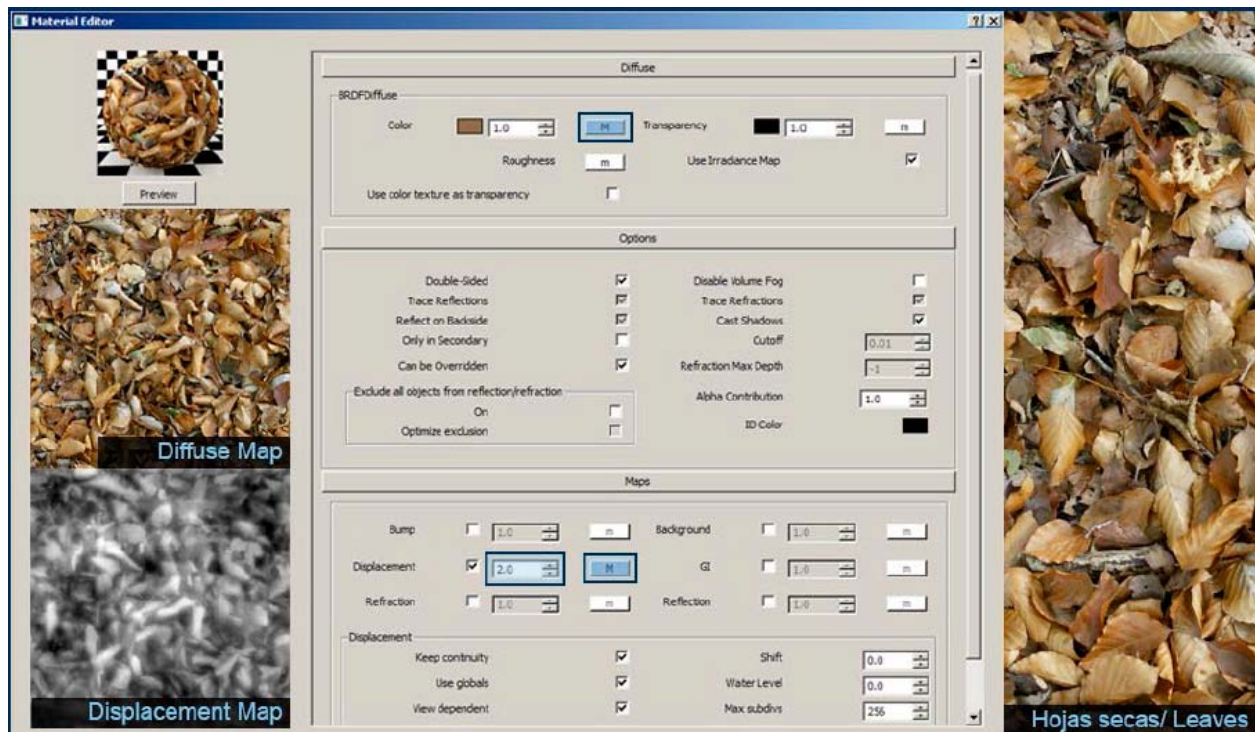 Material Editor
Preview
Diffuse
BRDFDiffuse
Color 1.0 M Transparency 1.0 m
Roughness m Use Irradiance Map
Use color texture as transparency
Diffuse Map
Options
Double-Sided Disable Volume Fog
Trace Reflections Trace Refractions
Reflect on Backside Cast Shadows
Only in Secondary Cutoff 0.01
Can be Overridden Refraction Max Depth -1
Exclude all objects from reflection/refraction Alpha Contribution 1.0
On ID Color
Optimize exclusion
Displacement Map
Maps
Bump 1.0 m Background 1.0 m
Displacement 2.0 M GI 1.0 m
Refraction 1.0 m Reflection 1.0 m
Displacement
Keep continuity Shift 0.0
Use globals Water Level 0.0
View dependent Max subdivs 256
Hojas secas/ Leaves